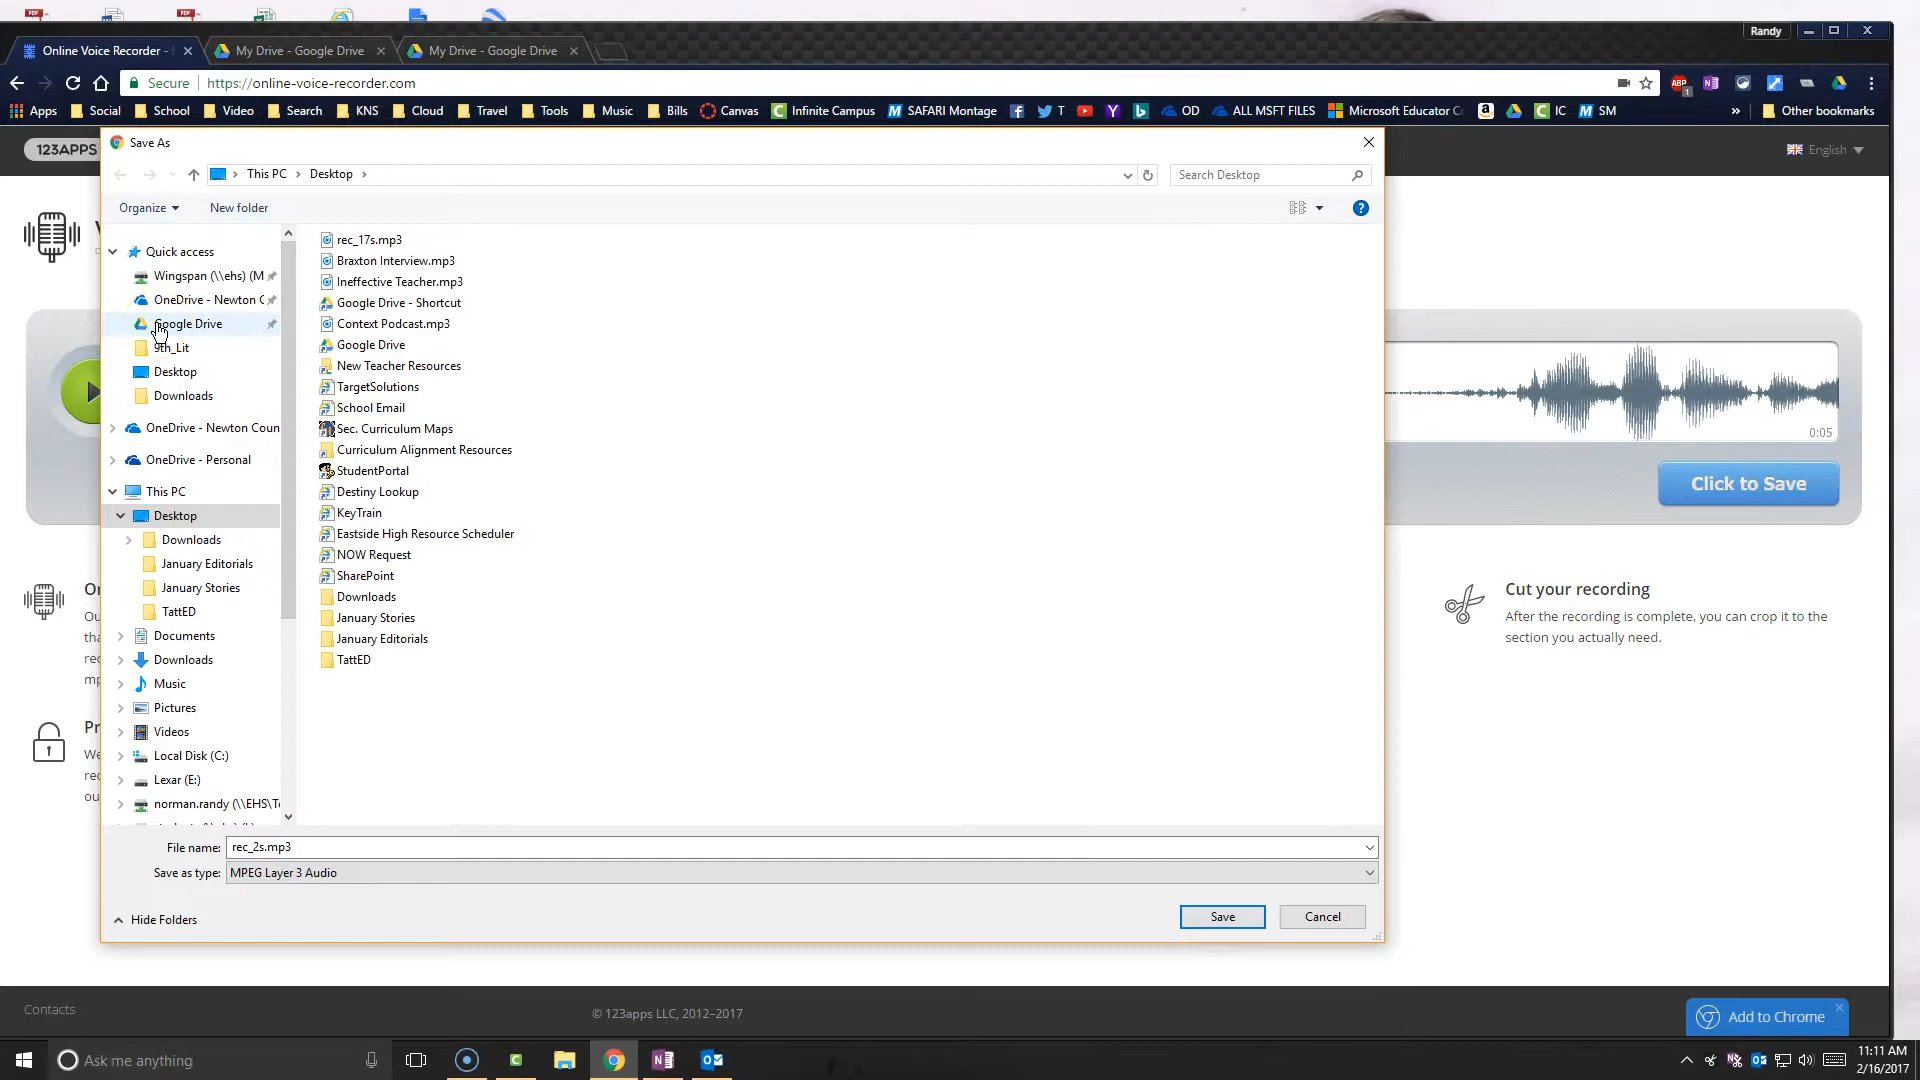 Randy
Online Voice Recorder -
My Drive - Google Drive
My Drive - Google Drive
Secure
https://online-voice-recorder.com
ABP
1
Apps
Social
School
Video
Search
KNS
Cloud
Travel
Tools
Music
Bills
Canvas
Infinite Campus
SAFARI Montage
T
OD
ALL MSFT FILES
Microsoft Educator C
IC
SM
»
Other bookmarks
123APPS
English
Save As
This PC
Desktop
Search Desktop
Organize
New folder
Quick access
Wingspan (\\ehs) (M
OneDrive - Newton C
Google Drive
9th_Lit
Desktop
Downloads
OneDrive - Newton Coun
OneDrive - Personal
This PC
Desktop
Downloads
January Editorials
January Stories
TattED
Documents
Downloads
Music
Pictures
Videos
Local Disk (C:)
Lexar (E:)
norman.randy (\\EHS\Te
rec_17s.mp3
Braxton Interview.mp3
Ineffective Teacher.mp3
Google Drive - Shortcut
Context Podcast.mp3
Google Drive
New Teacher Resources
TargetSolutions
School Email
Sec. Curriculum Maps
Curriculum Alignment Resources
StudentPortal
Destiny Lookup
KeyTrain
Eastside High Resource Scheduler
NOW Request
SharePoint
Downloads
January Stories
January Editorials
TattED
File name:
rec_2s.mp3
Save as type:
MPEG Layer 3 Audio
Hide Folders
Save
Cancel
0:05
Click to Save
Cut your recording
After the recording is complete, you can crop it to the
section you actually need.
Contacts
© 123apps LLC, 2012–2017
Add to Chrome
Ask me anything
11:11 AM
2/16/2017